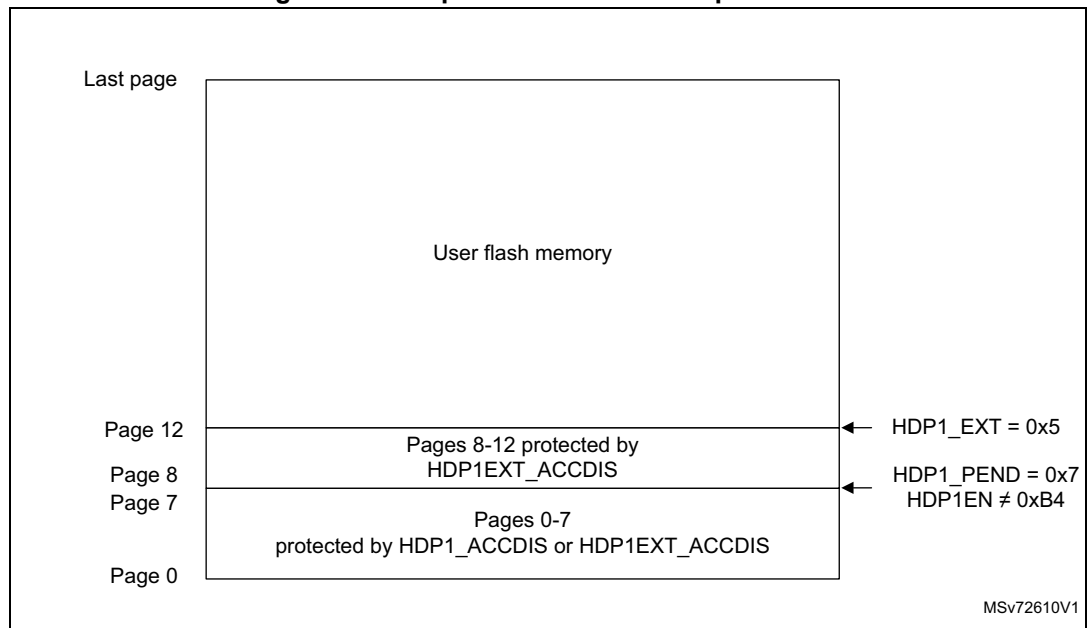 Last page
User flash memory
Page 12
HDP1_EXT = 0x5
Pages 8-12 protected by
HDP1EXT_ACCDIS
Page 8
HDP1_PEND = 0x7
Page 7
HDP1EN ≠ 0xB4
Pages 0-7
protected by HDP1_ACCDIS or HDP1EXT_ACCDIS
Page 0
MSv72610V1